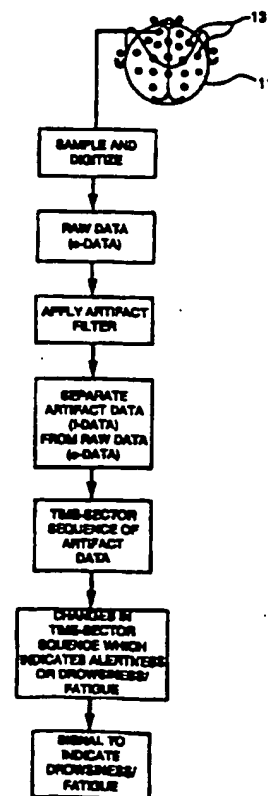 13
11
SAMPLE AND
DIGITIZE
RAW DATA
(e-DATA)
APPLY ARTIFACT
FILTER
SEPARATE
ARTIFACT DATA
(f-DATA)
FROM RAW DATA
(e-DATA)
TIME-SECTOR
SEQUENCE OF
ARTIFACT
DATA
CHANGES IN
TIME-SECTOR
SQUENCE WHICH
INDICATES ALERTNESS
OR DROWSINESS/
FATIGUE
SIGNAL TO
INDICATE
DROWSINESS/
FATIGUE